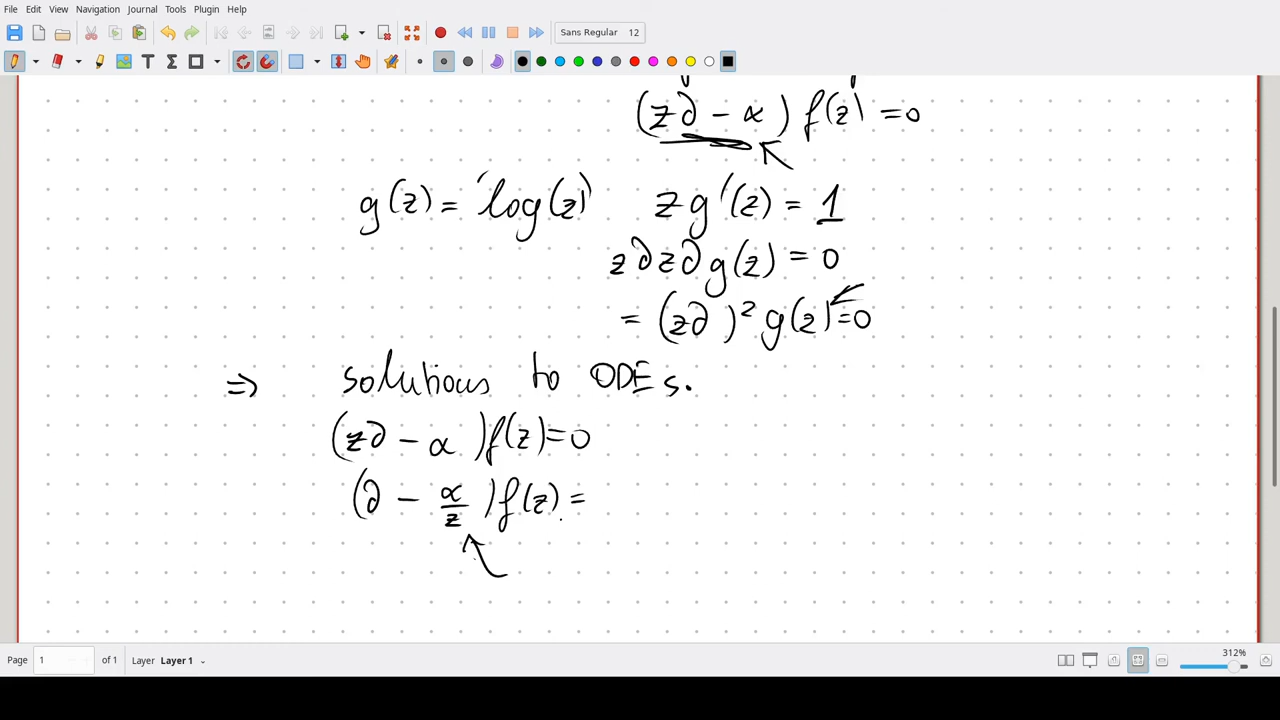 File Edit View Navigation Journal Tools Plugin Help
Sans Regular 12
(z∂ − α) f(z) = 0
g(z) = 'log(z)' z g'(z) = 1
z∂z∂g(z) = 0
= (z∂ )² g(z) = 0
⇒ solutions to ODEs.
(z∂ − α )f(z) = 0
(∂ − α/z )f(z) =
Page 1 of 1 Layer Layer 1 312%